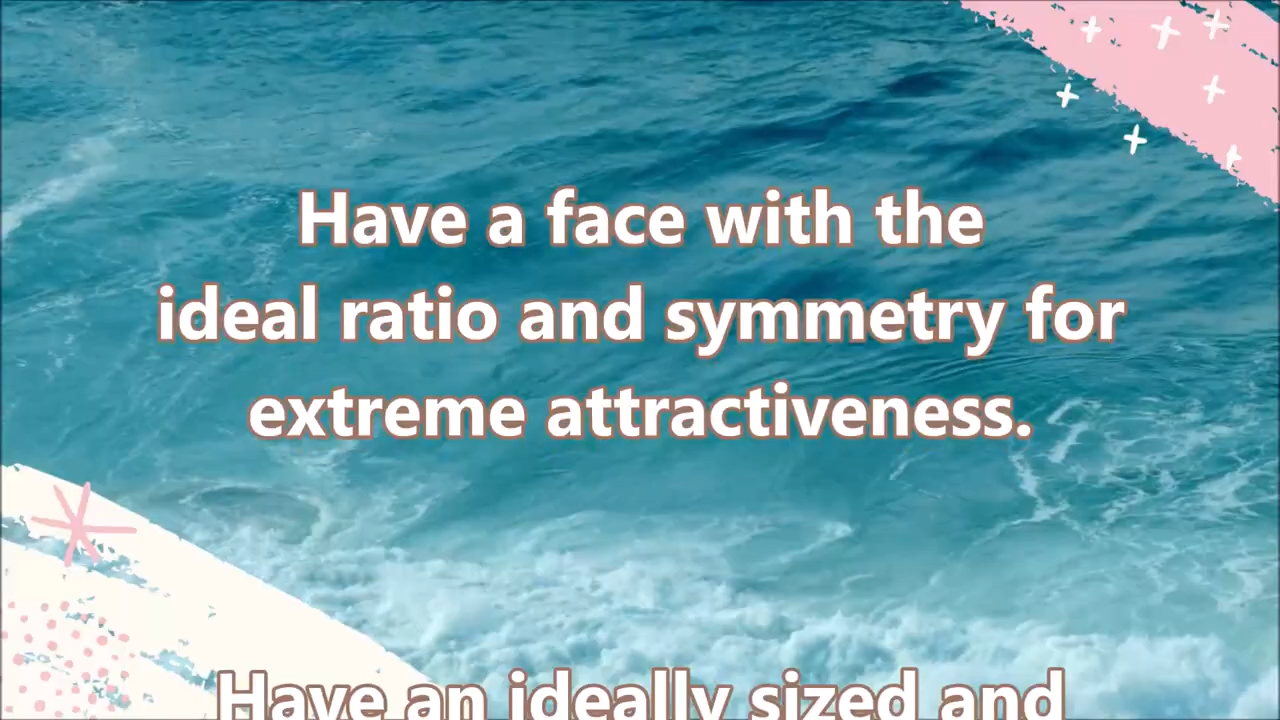 Have a face with the
ideal ratio and symmetry for
extreme attractiveness.
Have an ideally sized and